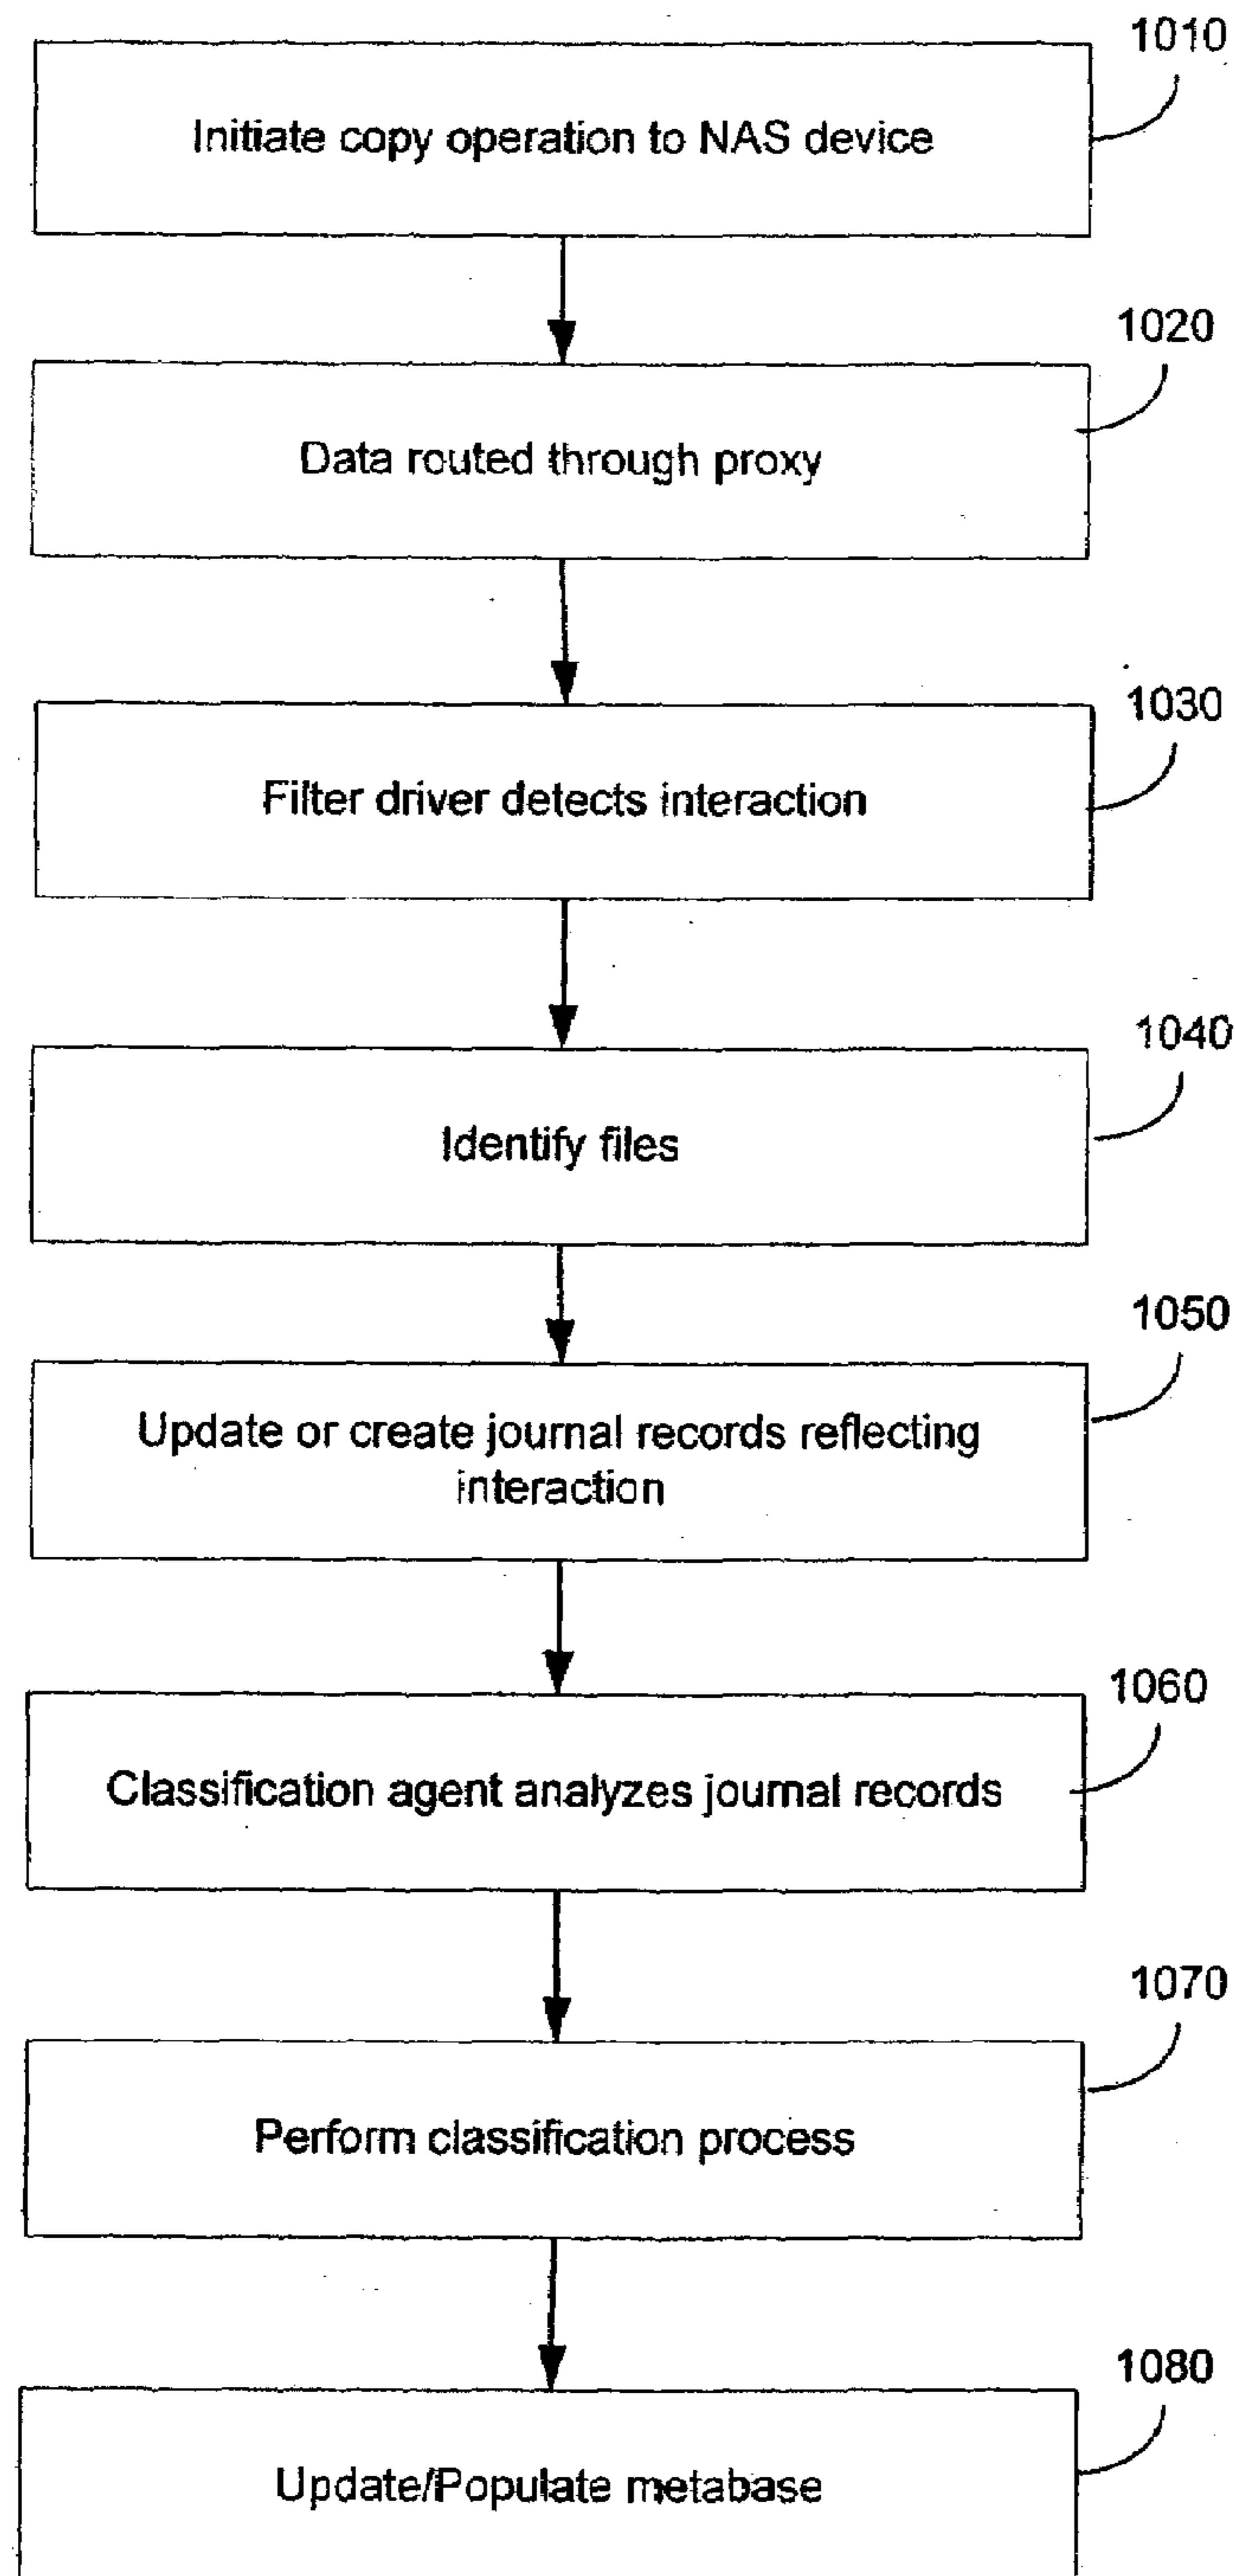 1010
Initiate copy operation to NAS device
1020
Data routed through proxy
1030
Filter driver detects interaction
1040
Identify files
1050
Update or create journal records reflecting
interaction
1060
Classification agent analyzes journal records
1070
Perform classification process
1080
Update/Populate metabase